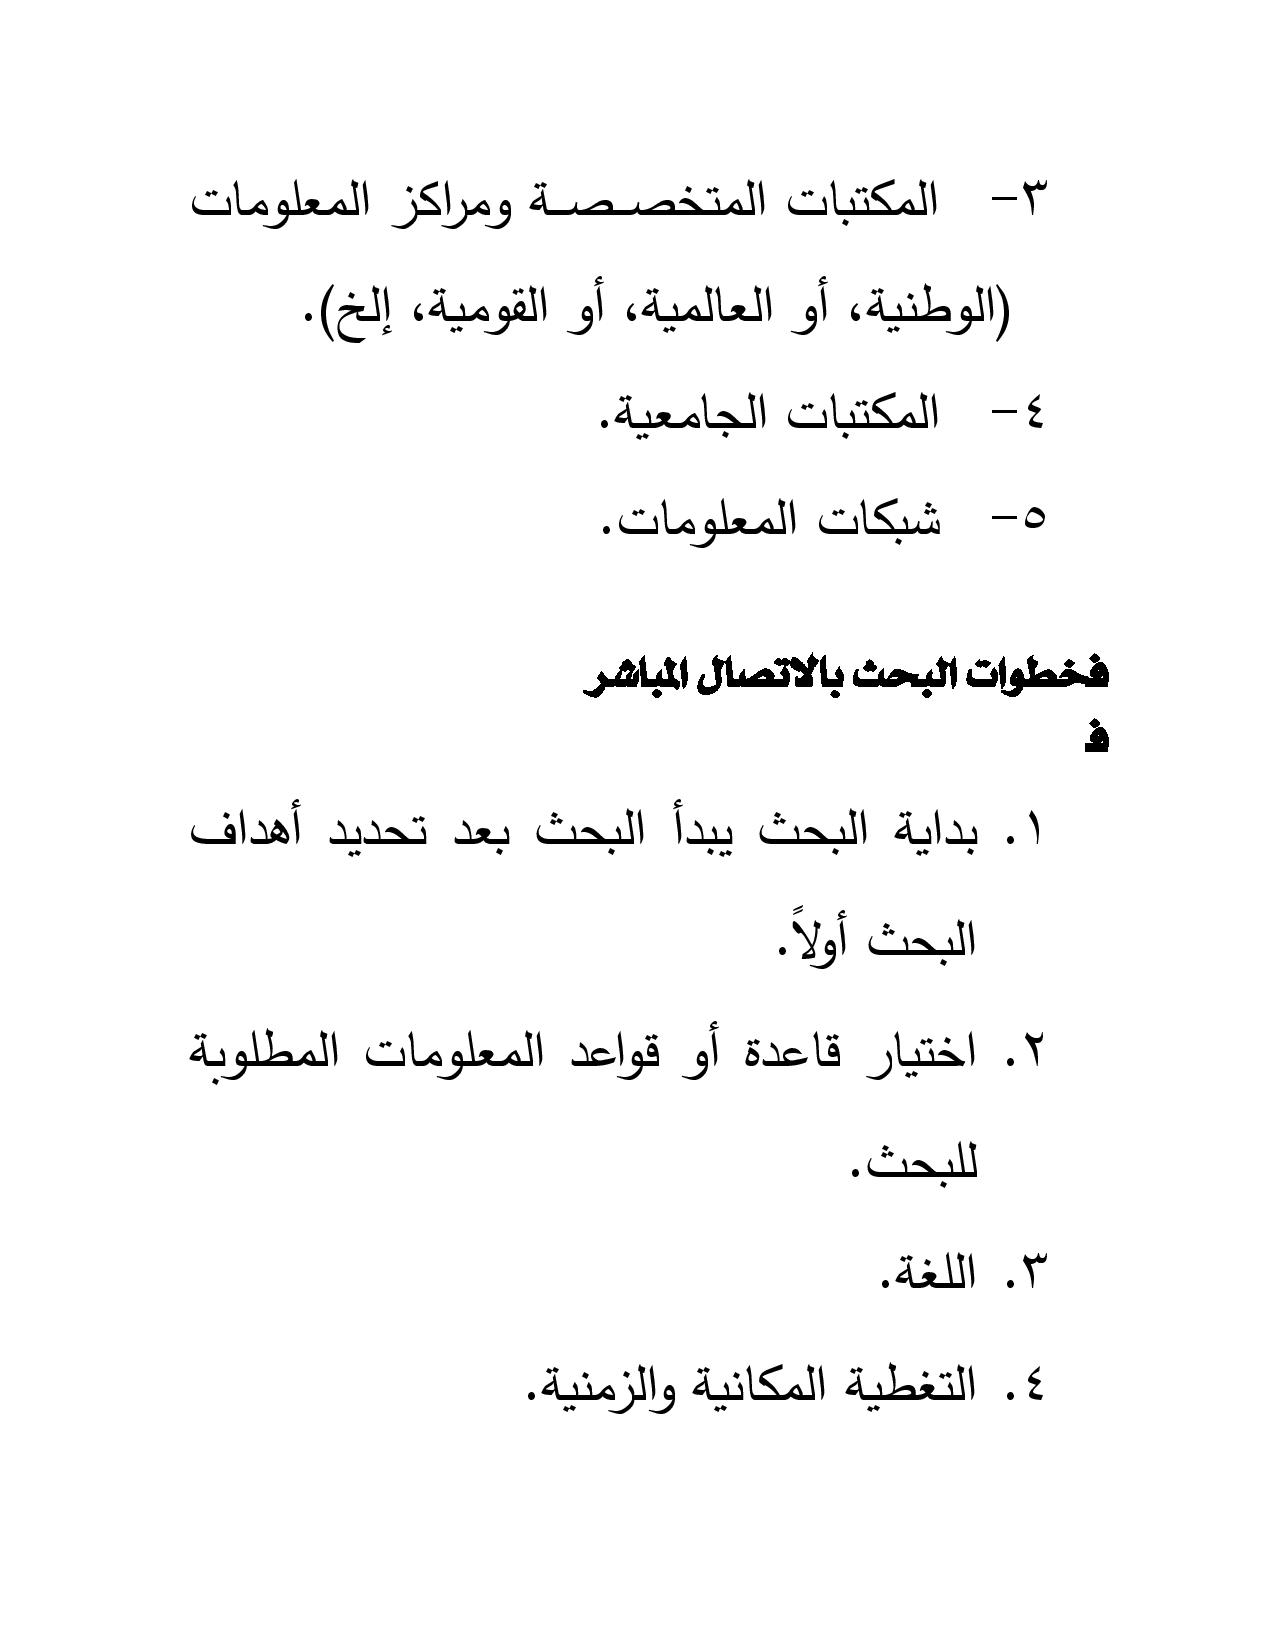 ٣- المكتبات المتخصصة ومراكز المعلومات
(الوطنية، أو العالمية، أو القومية، إلخ).
٤- المكتبات الجامعية.
٥- شبكات المعلومات.
فخطوات البحث بالاتصال المباشر
ف
١. بداية البحث يبدأ البحث بعد تحديد أهداف
البحث أولاً.
٢. اختيار قاعدة أو قواعد المعلومات المطلوبة
للبحث.
٣. اللغة.
٤. التغطية المكانية والزمنية.